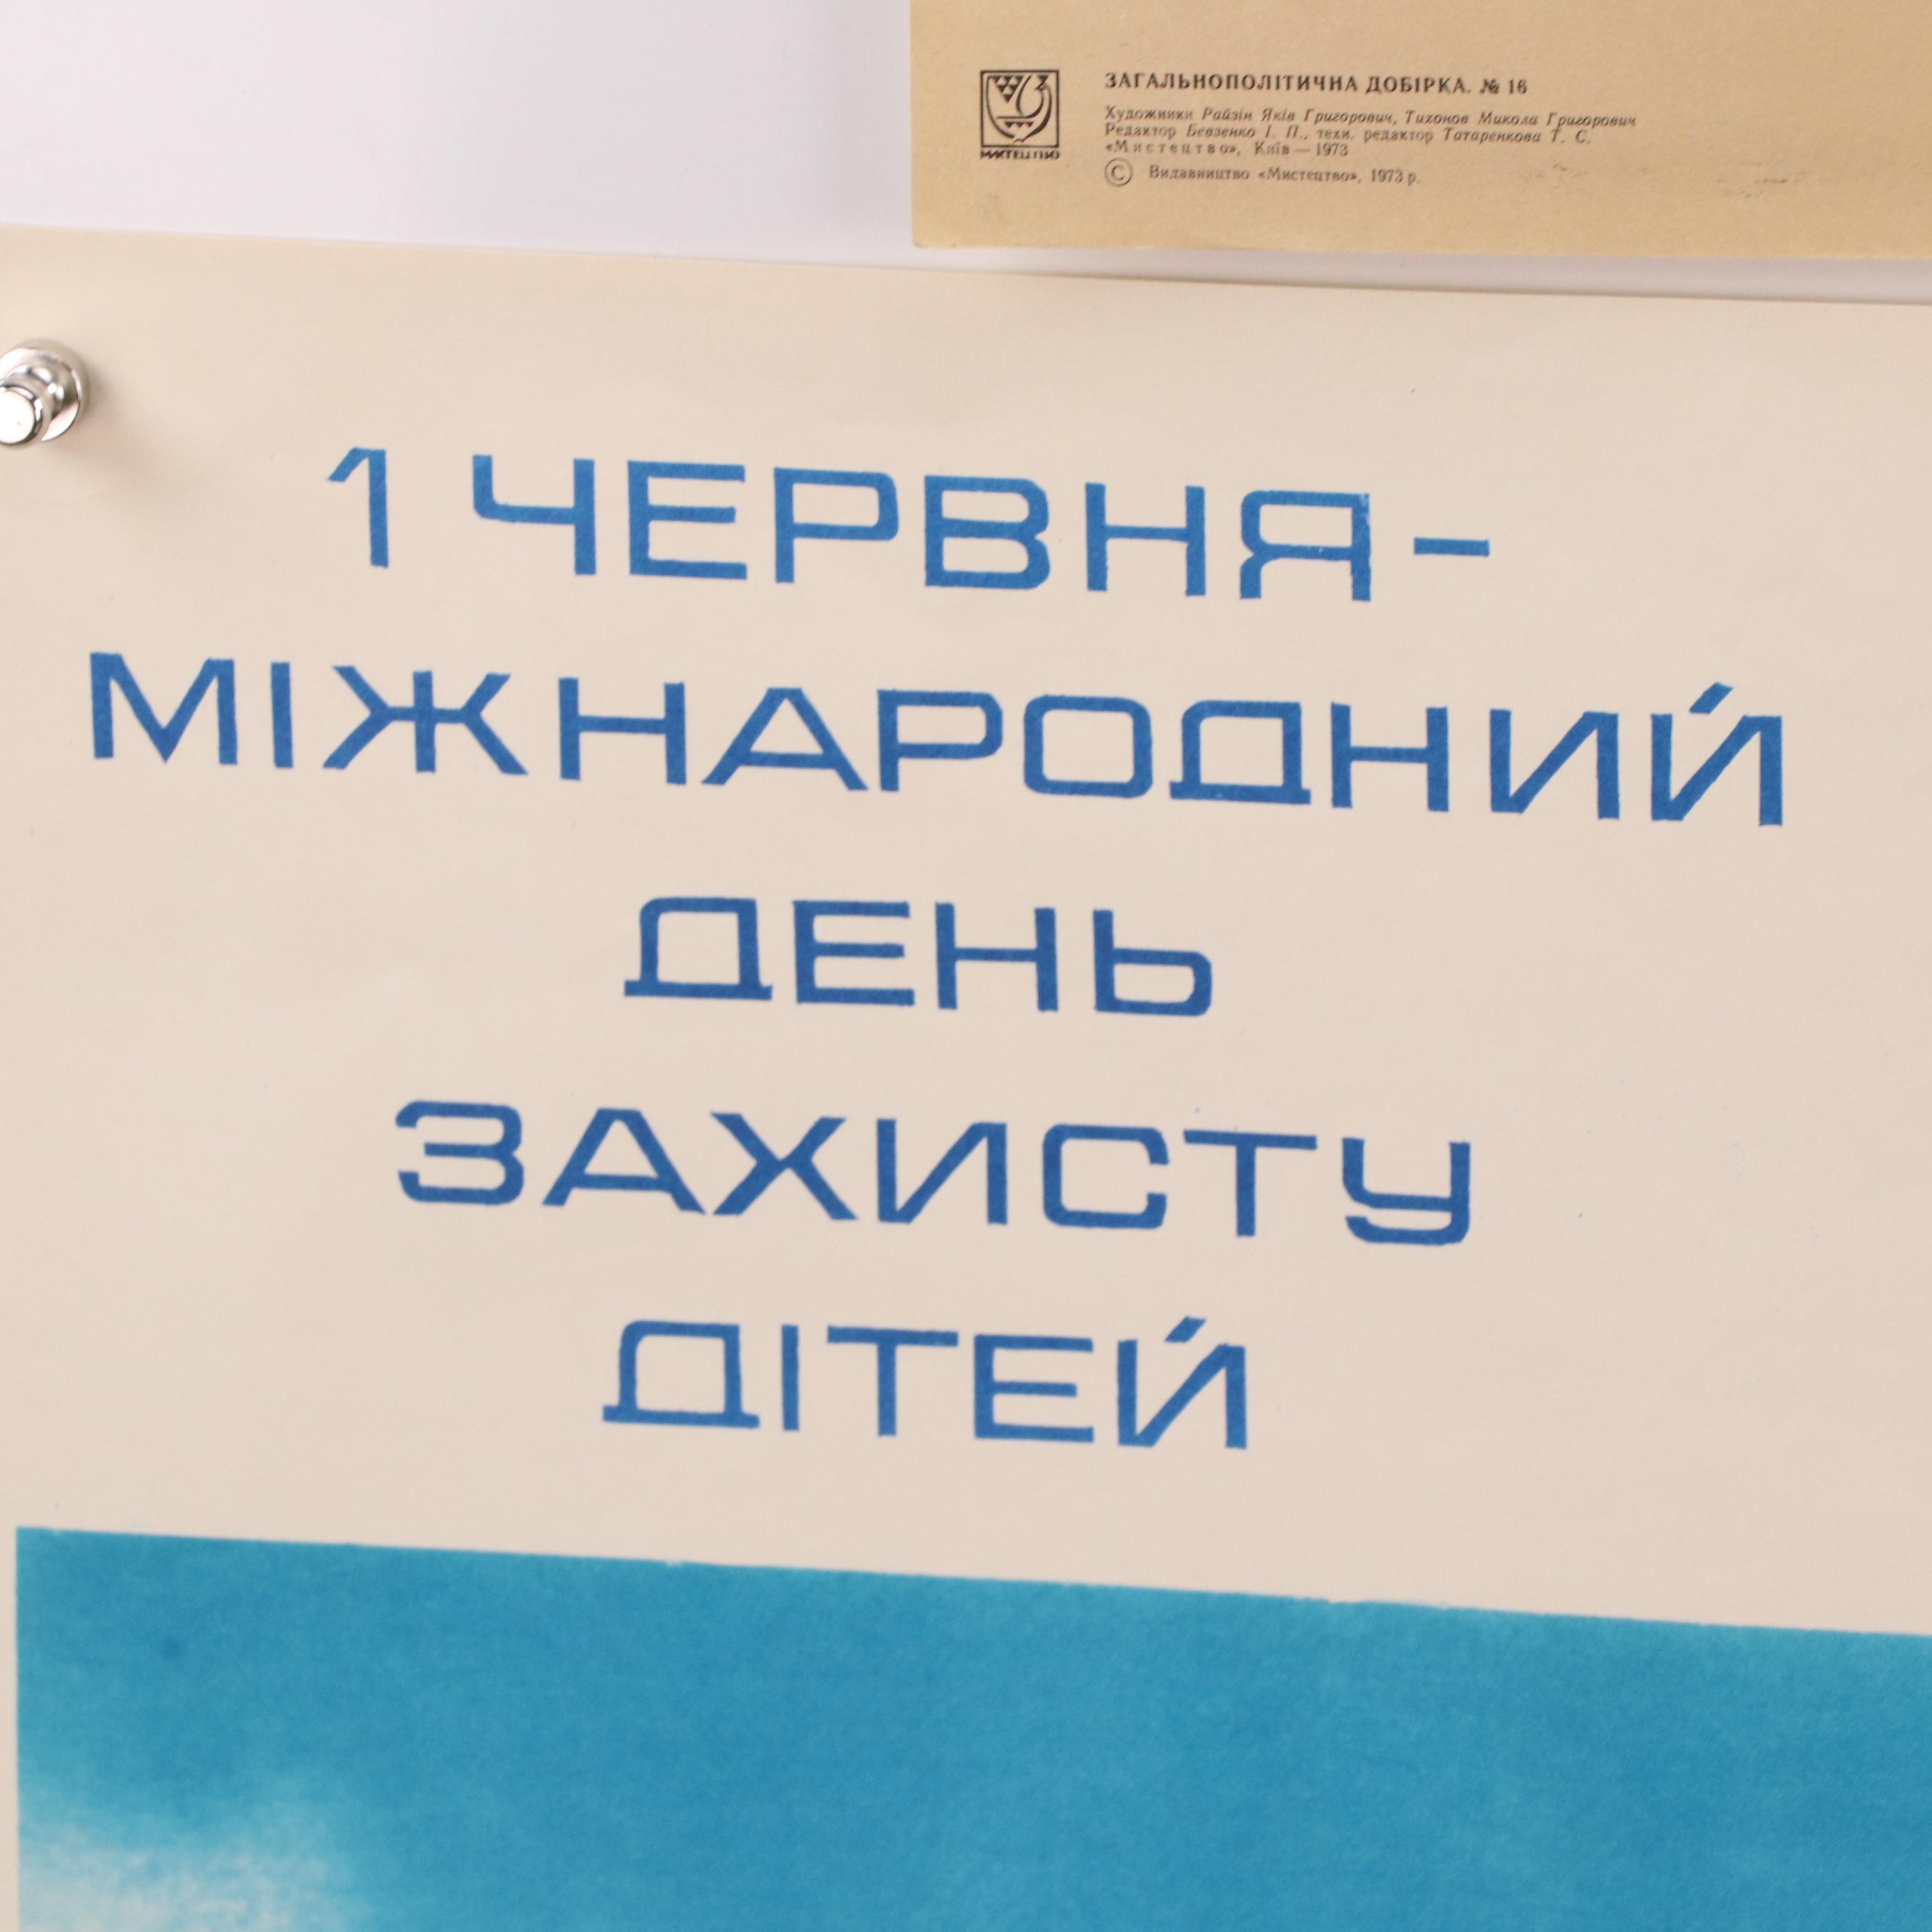 ЗАГАЛЬНОПОЛІТИЧНА ДОБІРКА. № 16
Художники Райзін Яків Григорович, Тихонов Микола Григорович
Редактор Бевзенко І. П., техн. редактор Татаренкова Т. С.
«Мистецтво», Київ — 1973
© Видавництво «Мистецтво», 1973 р.
МИСТЕЦТВО
1 ЧЕРВНЯ-
МІЖНАРОДНИЙ
ДЕНЬ
ЗАХИСТУ
ДІТЕЙ